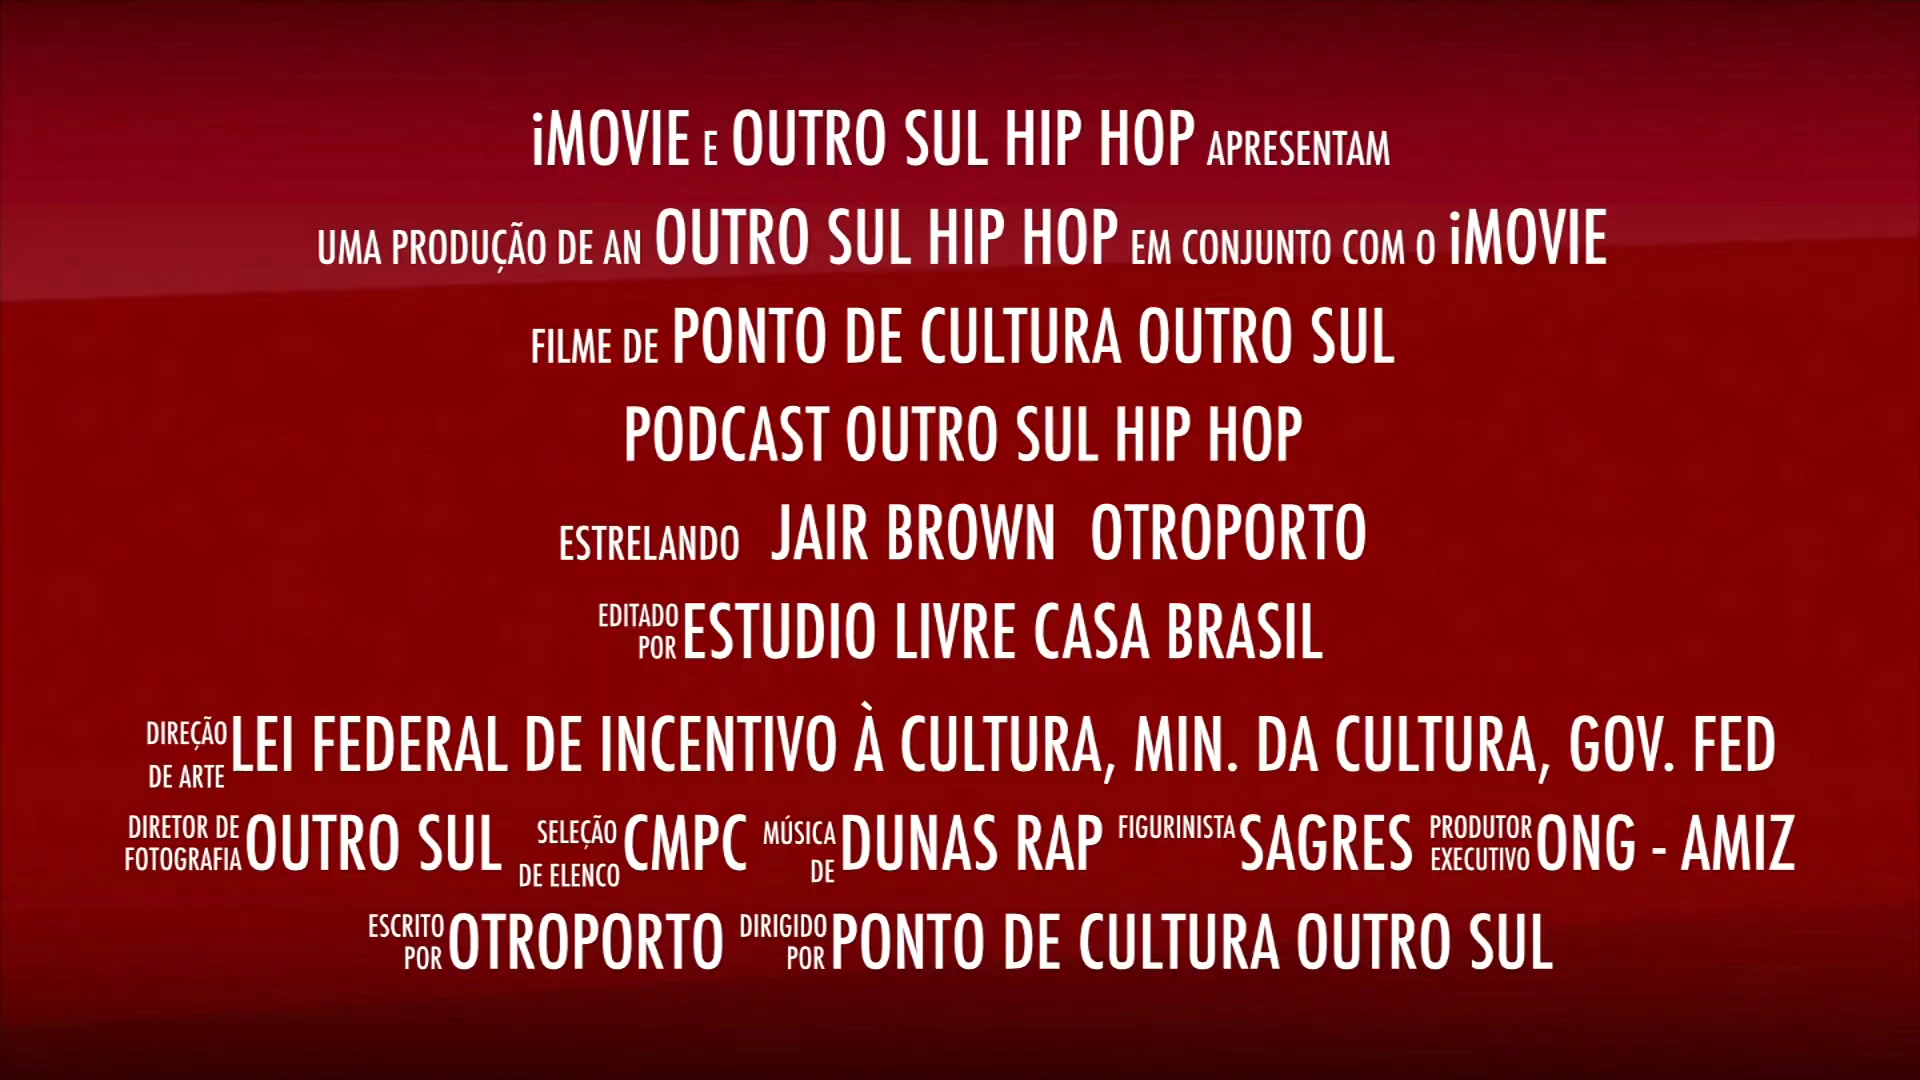 iMOVIE E OUTRO SUL HIP HOP APRESENTAM
UMA PRODUÇÃO DE AN OUTRO SUL HIP HOP EM CONJUNTO COM O iMOVIE
FILME DE PONTO DE CULTURA OUTRO SUL
PODCAST OUTRO SUL HIP HOP
ESTRELANDO JAIR BROWN OTROPORTO
EDITADO POR ESTUDIO LIVRE CASA BRASIL
DIREÇÃO DE ARTE LEI FEDERAL DE INCENTIVO À CULTURA, MIN. DA CULTURA, GOV. FED
DIRETOR DE FOTOGRAFIA OUTRO SUL SELEÇÃO DE ELENCO CMPC MÚSICA DE DUNAS RAP FIGURINISTA SAGRES PRODUTOR EXECUTIVO ONG - AMIZ
ESCRITO POR OTROPORTO DIRIGIDO POR PONTO DE CULTURA OUTRO SUL